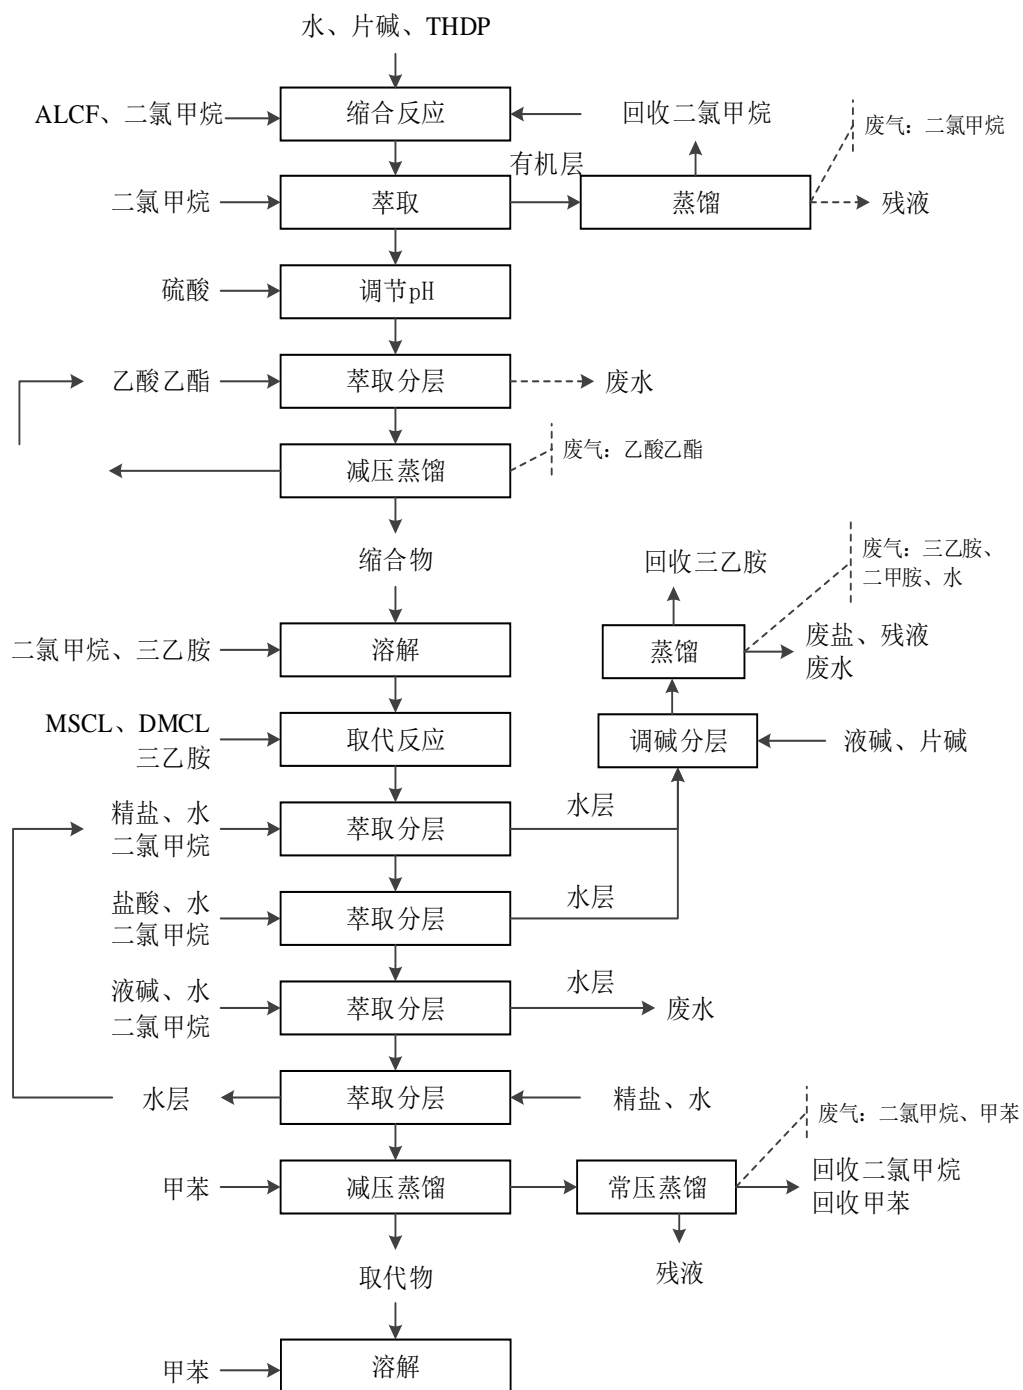 水、片碱、THDP
ALCF、二氯甲烷
缩合反应
回收二氯甲烷
废气：二氯甲烷
有机层
二氯甲烷
萃取
蒸馏
残液
硫酸
调节pH
乙酸乙酯
萃取分层
废水
减压蒸馏
废气：乙酸乙酯
缩合物
回收三乙胺
废气：三乙胺、
二甲胺、水
二氯甲烷、三乙胺
溶解
蒸馏
废盐、残液
废水
MSCL、DMCL
三乙胺
取代反应
调碱分层
液碱、片碱
精盐、水
二氯甲烷
萃取分层
水层
盐酸、水
二氯甲烷
萃取分层
水层
液碱、水
二氯甲烷
萃取分层
水层
废水
水层
萃取分层
精盐、水
废气：二氯甲烷、甲苯
甲苯
减压蒸馏
常压蒸馏
回收二氯甲烷
回收甲苯
取代物
残液
甲苯
溶解